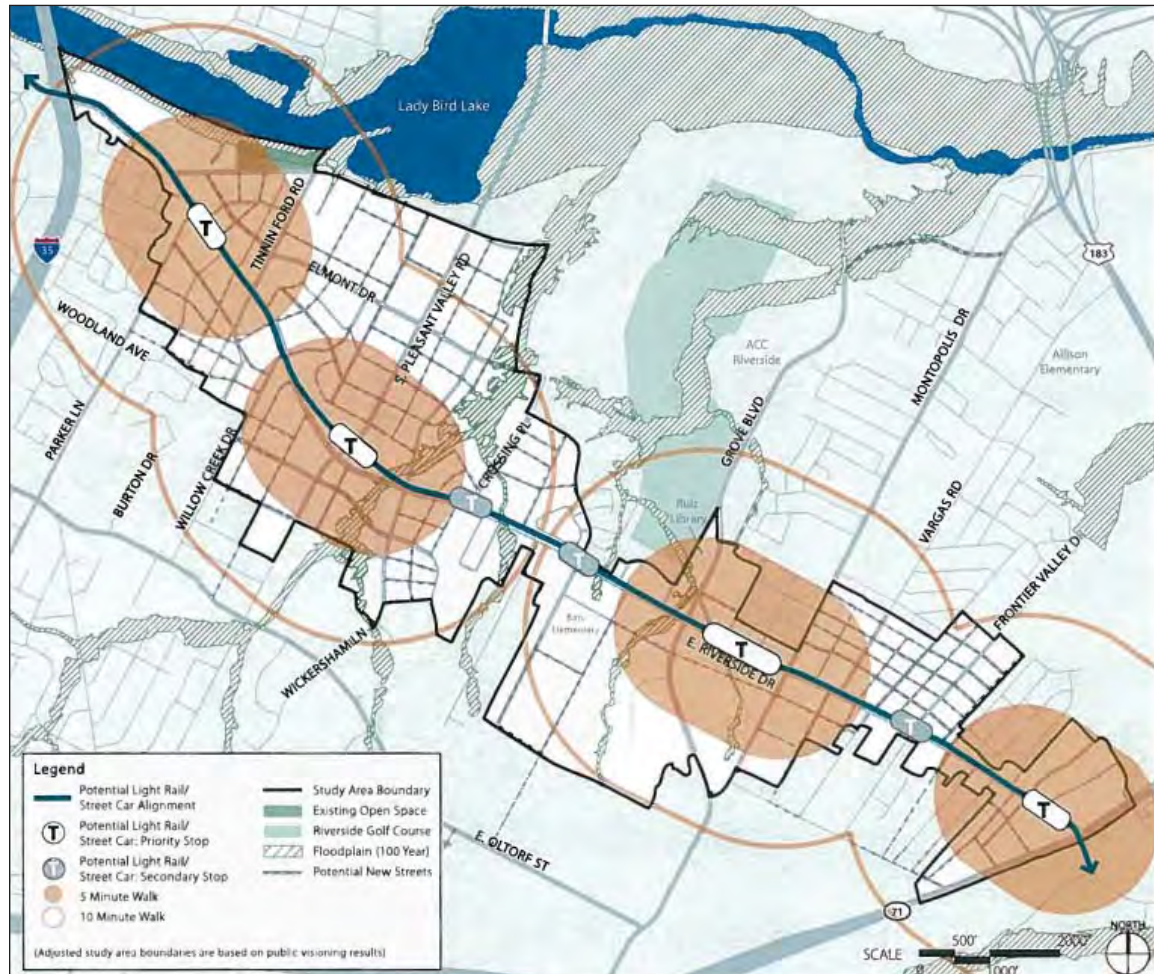 Lady Bird Lake
35
TINNIN FORD RD
ELMONT DR
S. PLEASANT VALLEY RD
183
WOODLAND AVE
ACC
Riverside
MONTOPOLIS DR
Allison
Elementary
PARKER LN
BURTON DR
WILLOW CREEK DR
T
T
CROSSING PL
T
GROVE BLVD
Ruiz
Library
VARGAS RD
FRONTIER VALLEY D
T
Elementary
T
E. RIVERSIDE DR
WICKERSHAM LN
T
T
E. OLTORF ST
71
Legend
Potential Light Rail/
Street Car Alignment
T
Potential Light Rail/
Street Car: Priority Stop
T
Potential Light Rail/
Street Car: Secondary Stop
5 Minute Walk
10 Minute Walk
Study Area Boundary
Existing Open Space
Riverside Golf Course
Floodplain (100 Year)
Potential New Streets
(Adjusted study area boundaries are based on public visioning results)
SCALE
500'
2000'
NORTH